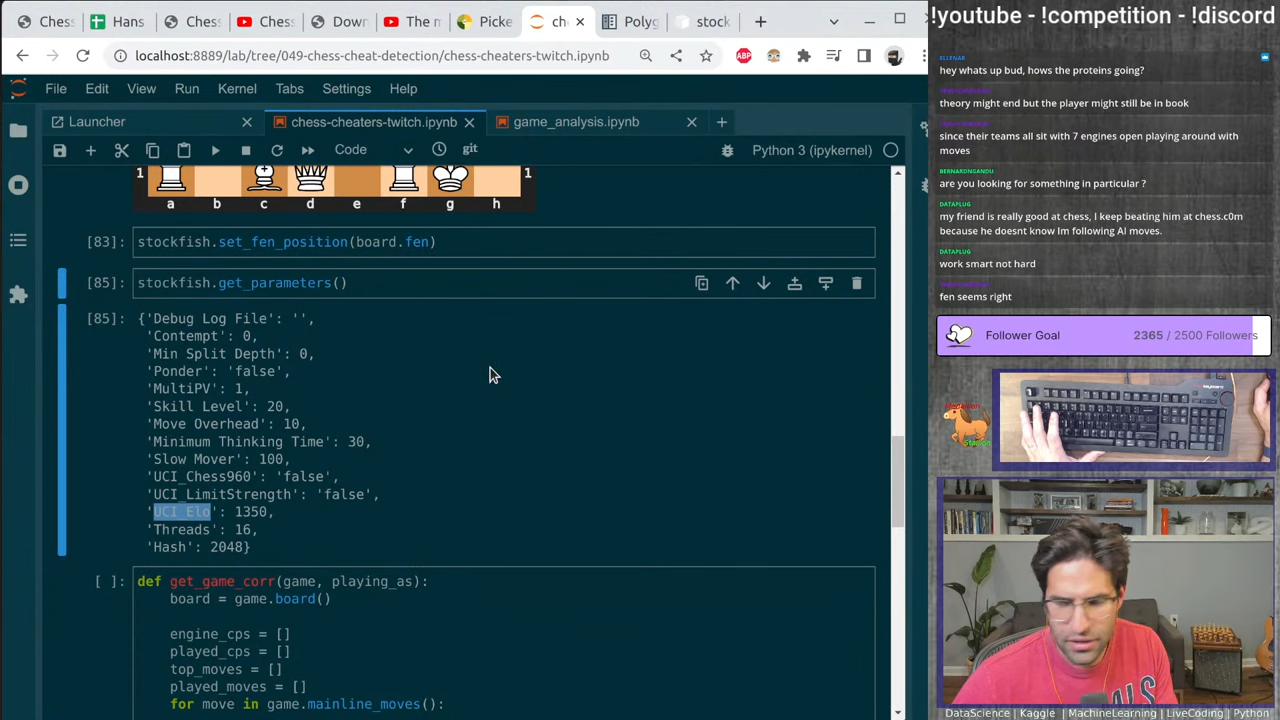 Chess
Hans
Chess
Chess
Down
The m
Picke
ch
Polyg
stock
localhost:8889/lab/tree/049-chess-cheat-detection/chess-cheaters-twitch.ipynb
ABP
File Edit View Run Kernel Tabs Settings Help
Launcher
chess-cheaters-twitch.ipynb
game_analysis.ipynb
Code
git
Python 3 (ipykernel)
1 1
a b c d e f g h
[83]: stockfish.set_fen_position(board.fen)
[85]: stockfish.get_parameters()
[85]: {'Debug Log File': '',
'Contempt': 0,
'Min Split Depth': 0,
'Ponder': 'false',
'MultiPV': 1,
'Skill Level': 20,
'Move Overhead': 10,
'Minimum Thinking Time': 30,
'Slow Mover': 100,
'UCI_Chess960': 'false',
'UCI_LimitStrength': 'false',
'UCI_Elo': 1350,
'Threads': 16,
'Hash': 2048}
[ ]: def get_game_corr(game, playing_as):
board = game.board()
engine_cps = []
played_cps = []
top_moves = []
played_moves = []
for move in game.mainline_moves():
!youtube - !competition - !discord
ELLENAR
hey whats up bud, hows the proteins going?
theory might end but the player might still be in book
since their teams all sit with 7 engines open playing around with
moves
BERNARDNGANDU
are you looking for something in particular ?
DATAPLUG
my friend is really good at chess, I keep beating him at chess.c0m
because he doesnt know Im following AI moves.
DATAPLUG
work smart not hard
fen seems right
Follower Goal 2365 / 2500 Followers
Medallion
Stallion
DataScience | Kaggle | MachineLearning | LiveCoding | Python